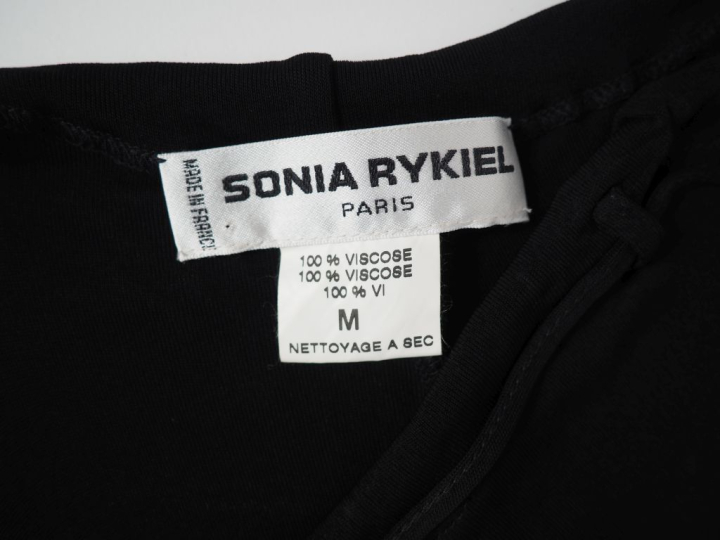 MADE IN FRANCE
SONIA RYKIEL
PARIS
100 % VISCOSE
100 % VISCOSE
100 % VI
M
NETTOYAGE A SEC